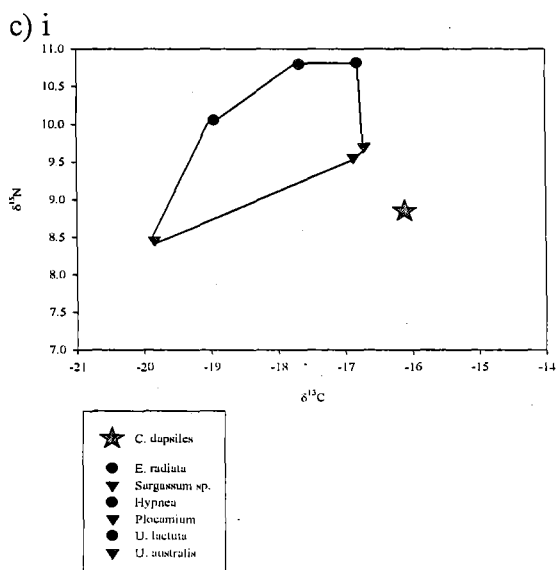 c) i
11.0
10.5
10.0
9.5
9.0
8.5
8.0
7.5
7.0
δ¹⁵N
-21 -20 -19 -18 -17 -16 -15 -14
δ¹³C
C. dapsiles
E. radiata
Sargassum sp.
Hypnea
Plocamium
U. lactuta
U. australis